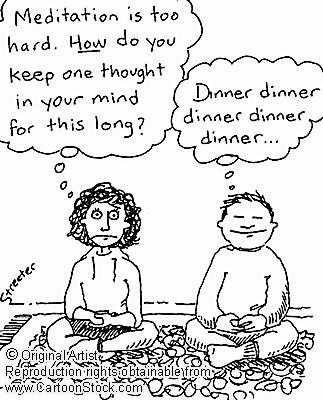 Meditation is too
hard. How do you
keep one thought
in your mind
for this long?
Dinner dinner
dinner dinner
dinner...
Streeter
© Original Artist
Reproduction rights obtainable from
www.CartoonStock.com